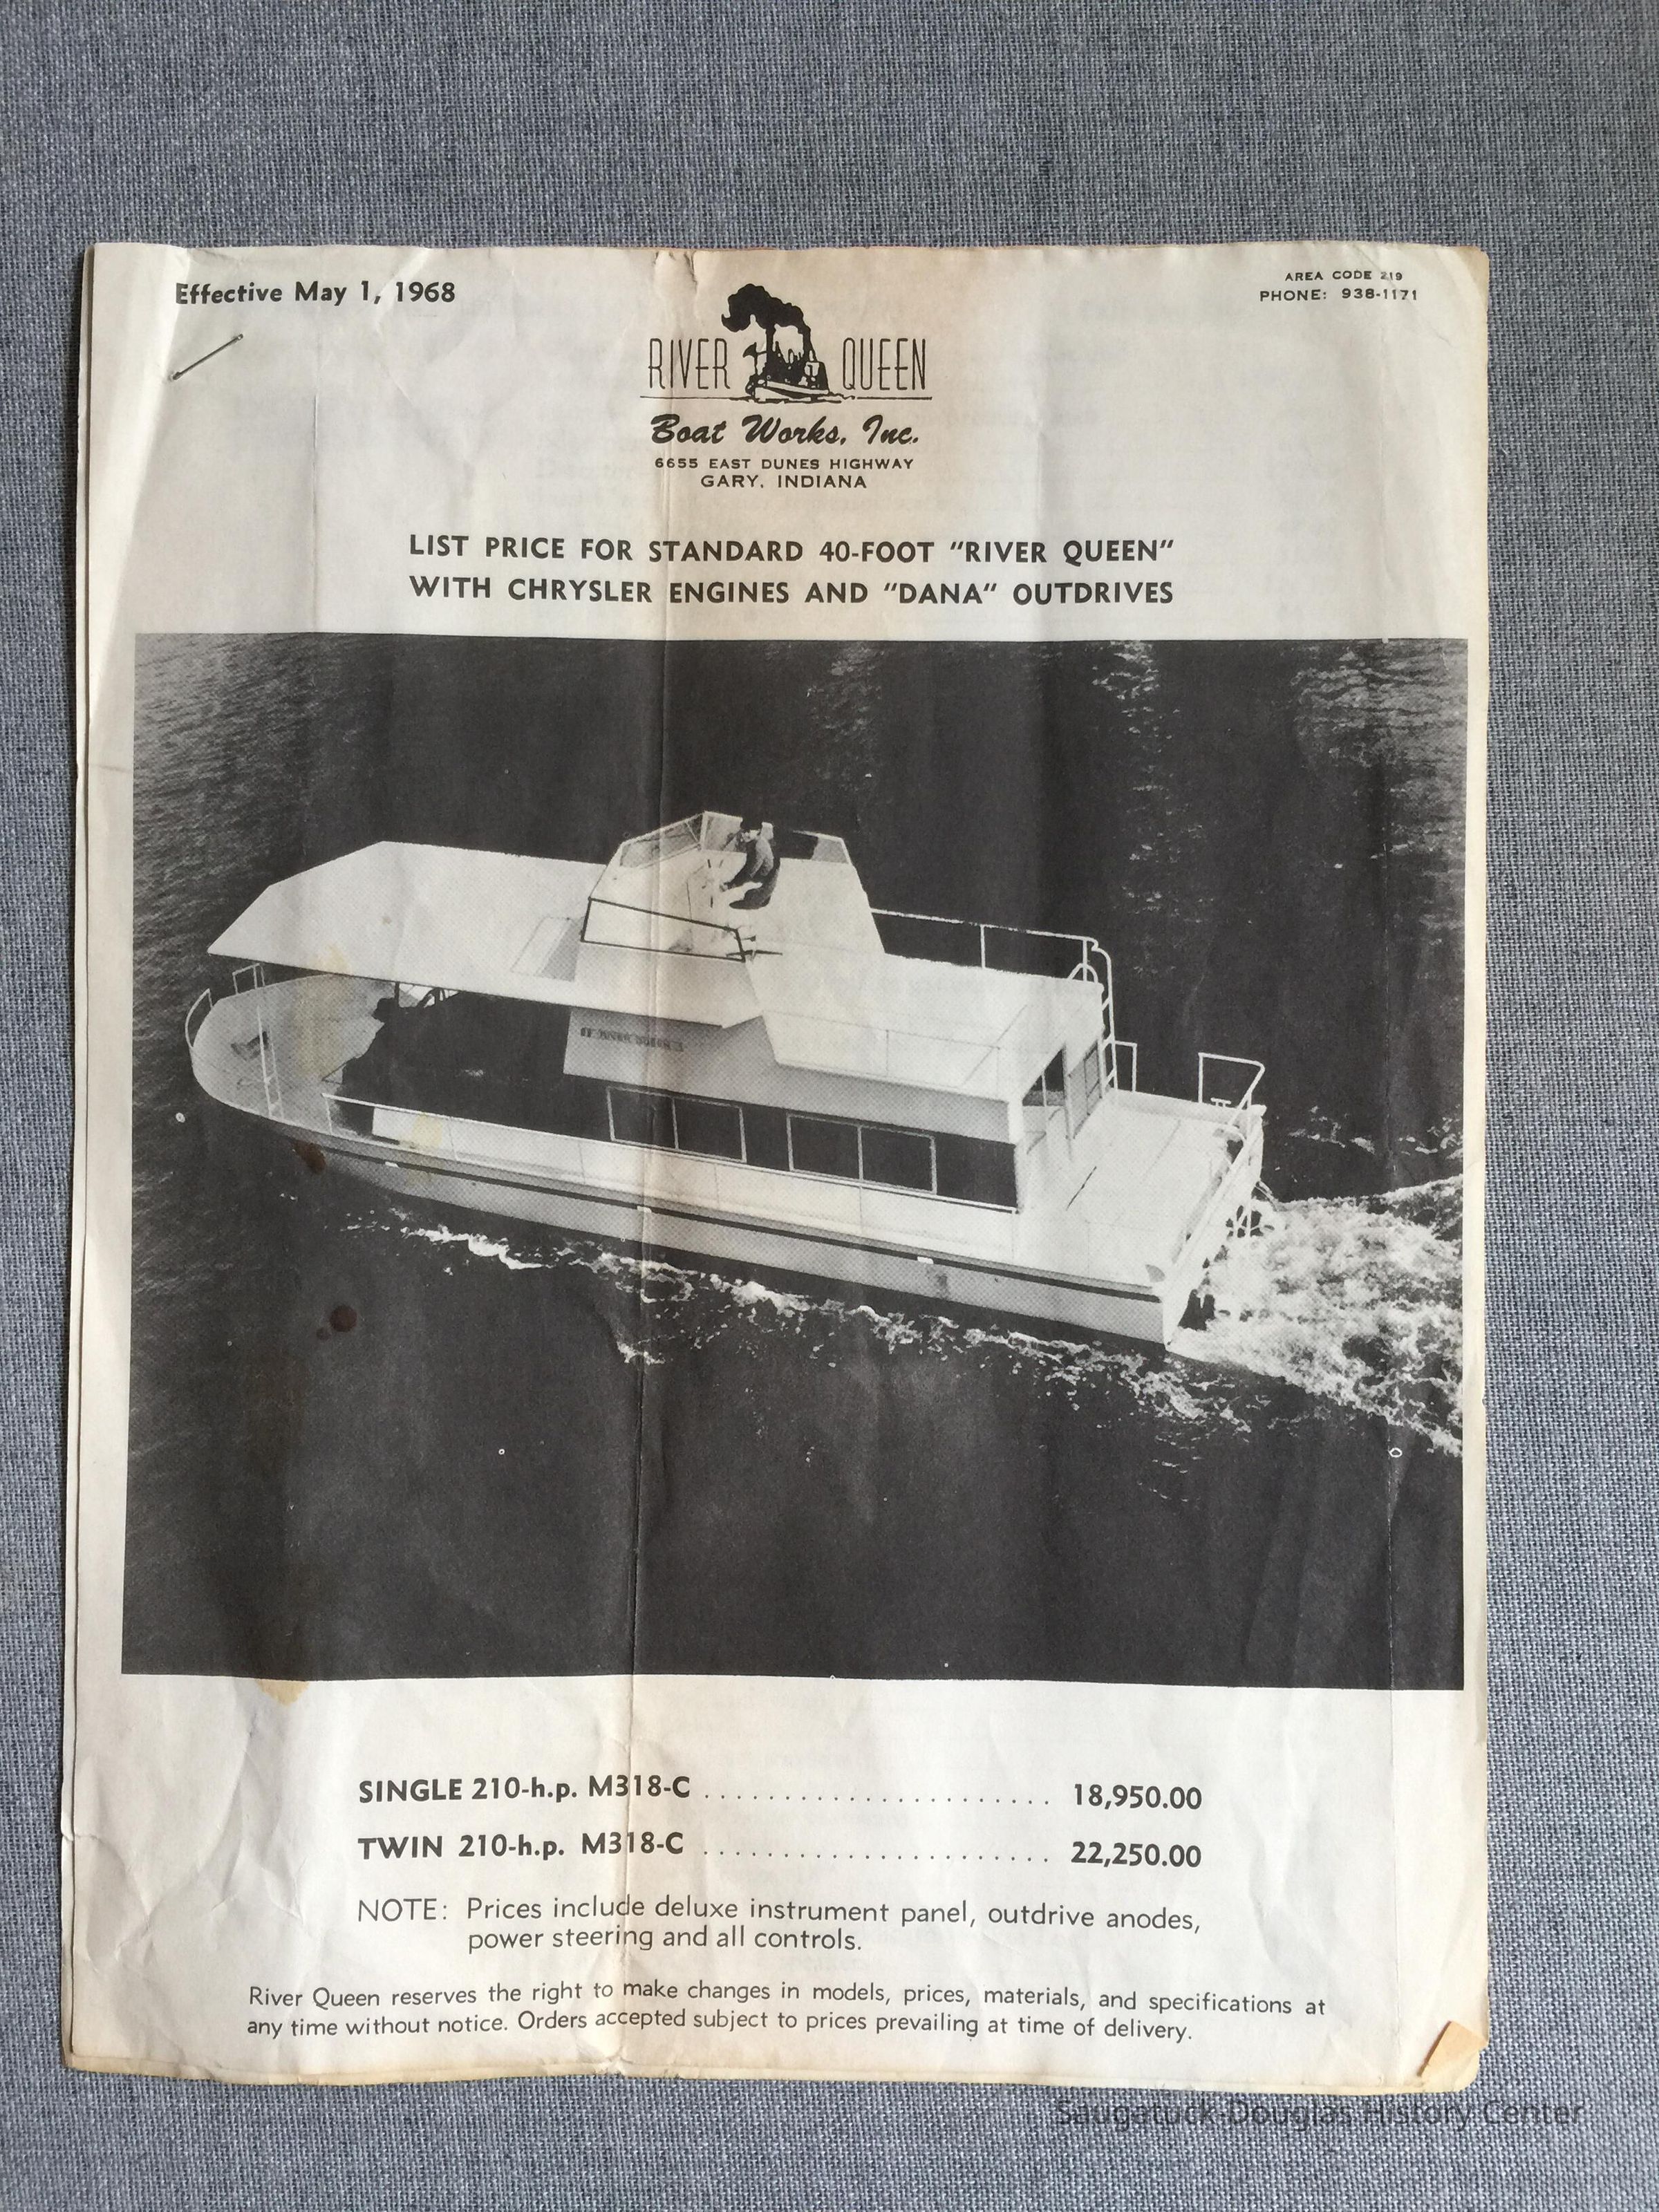 Effective May 1, 1968
AREA CODE 219
PHONE: 938-1171
RIVER QUEEN
Boat Works, Inc.
6655 EAST DUNES HIGHWAY
GARY, INDIANA
LIST PRICE FOR STANDARD 40-FOOT "RIVER QUEEN"
WITH CHRYSLER ENGINES AND "DANA" OUTDRIVES
SINGLE 210-h.p. M318-C ........................ 18,950.00
TWIN 210-h.p. M318-C ........................ 22,250.00
NOTE: Prices include deluxe instrument panel, outdrive anodes,
power steering and all controls.
River Queen reserves the right to make changes in models, prices, materials, and specifications at
any time without notice. Orders accepted subject to prices prevailing at time of delivery.
Saugatuck-Douglas History Center